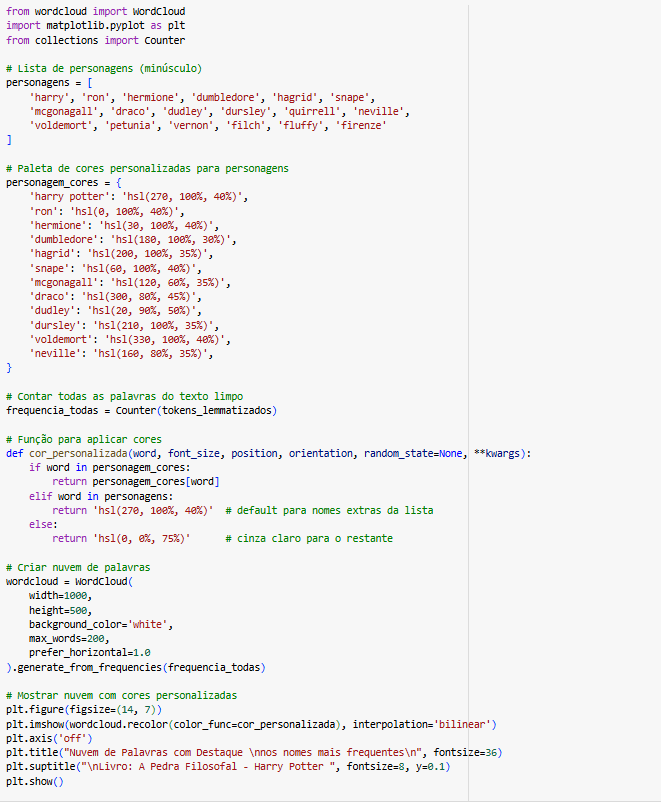 from wordcloud import WordCloud
import matplotlib.pyplot as plt
from collections import Counter

# Lista de personagens (minúsculo)
personagens = [
    'harry', 'ron', 'hermione', 'dumbledore', 'hagrid', 'snape',
    'mcgonagall', 'draco', 'dudley', 'dursley', 'quirrell', 'neville',
    'voldemort', 'petunia', 'vernon', 'filch', 'fluffy', 'firenze'
]

# Paleta de cores personalizadas para personagens
personagem_cores = {
    'harry potter': 'hsl(270, 100%, 40%)',
    'ron': 'hsl(0, 100%, 40%)',
    'hermione': 'hsl(30, 100%, 40%)',
    'dumbledore': 'hsl(180, 100%, 30%)',
    'hagrid': 'hsl(200, 100%, 35%)',
    'snape': 'hsl(60, 100%, 40%)',
    'mcgonagall': 'hsl(120, 60%, 35%)',
    'draco': 'hsl(300, 80%, 45%)',
    'dudley': 'hsl(20, 90%, 50%)',
    'dursley': 'hsl(210, 100%, 35%)',
    'voldemort': 'hsl(330, 100%, 40%)',
    'neville': 'hsl(160, 80%, 35%)',
}

# Contar todas as palavras do texto limpo
frequencia_todas = Counter(tokens_lemmatizados)

# Função para aplicar cores
def cor_personalizada(word, font_size, position, orientation, random_state=None, **kwargs):
    if word in personagem_cores:
        return personagem_cores[word]
    elif word in personagens:
        return 'hsl(270, 100%, 40%)'  # default para nomes extras da lista
    else:
        return 'hsl(0, 0%, 75%)'      # cinza claro para o restante

# Criar nuvem de palavras
wordcloud = WordCloud(
    width=1000,
    height=500,
    background_color='white',
    max_words=200,
    prefer_horizontal=1.0
).generate_from_frequencies(frequencia_todas)

# Mostrar nuvem com cores personalizadas
plt.figure(figsize=(14, 7))
plt.imshow(wordcloud.recolor(color_func=cor_personalizada), interpolation='bilinear')
plt.axis('off')
plt.title("Nuvem de Palavras com Destaque \nnos nomes mais frequentes\n", fontsize=36)
plt.suptitle("\nLivro: A Pedra Filosofal - Harry Potter ", fontsize=8, y=0.1)
plt.show()